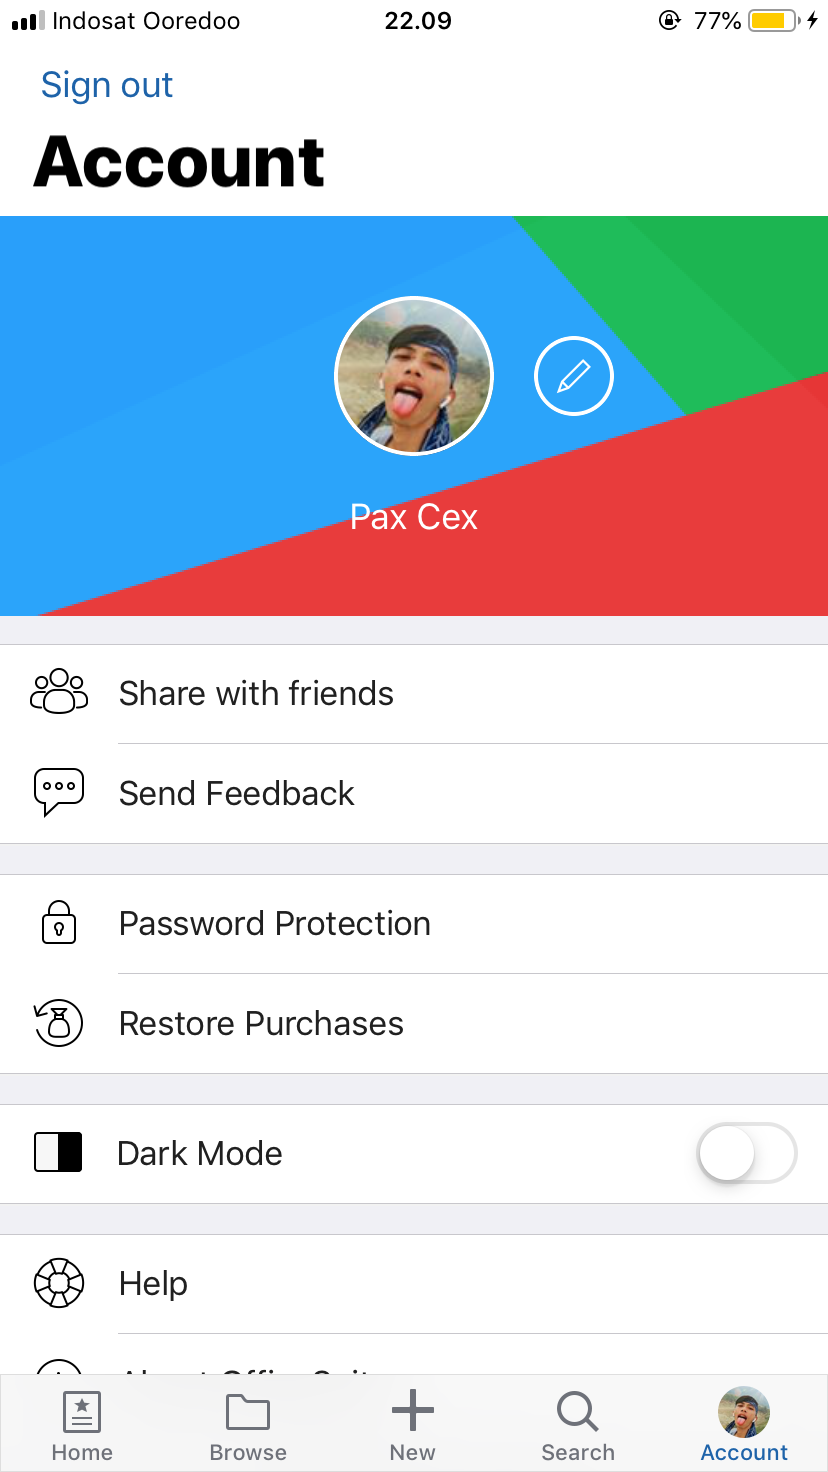 Indosat Ooredoo 22.09 77%
Sign out
Account
Pax Cex
Share with friends
Send Feedback
Password Protection
Restore Purchases
Dark Mode
Help
Home Browse New Search Account